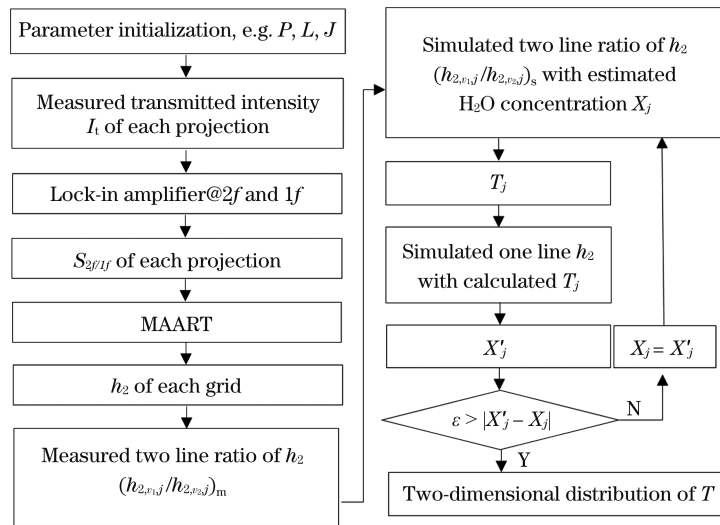 Parameter initialization, e.g. P, L, J
Measured transmitted intensity
Iₜ of each projection
Lock-in amplifier@2f and 1f
S₂f/1f of each projection
MAART
h₂ of each grid
Measured two line ratio of h₂
(h₂,ᵥ₁,ⱼ/h₂,ᵥ₂,ⱼ)ₘ
Simulated two line ratio of h₂
(h₂,ᵥ₁,ⱼ/h₂,ᵥ₂,ⱼ)ₛ with estimated
H₂O concentration Xⱼ
Tⱼ
Simulated one line h₂
with calculated Tⱼ
X′ⱼ
Xⱼ = X′ⱼ
ε > |X′ⱼ − Xⱼ|
N
Y
Two-dimensional distribution of T